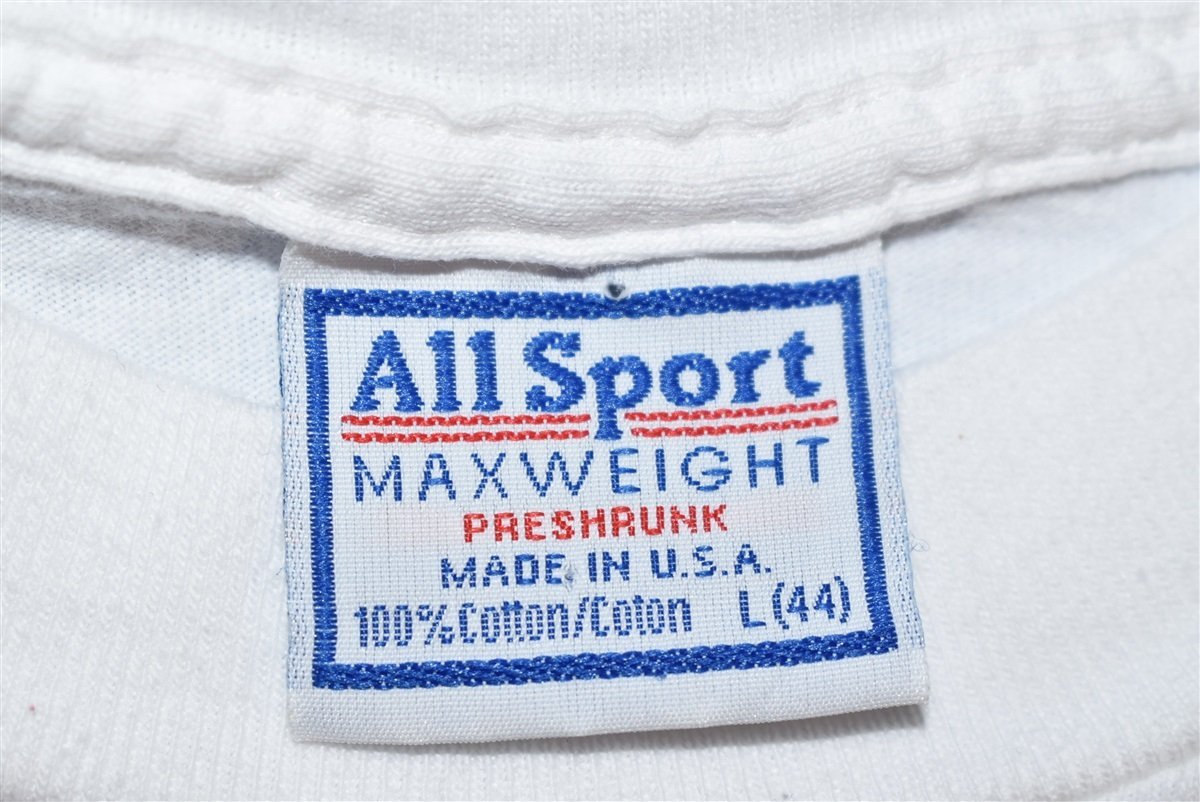 All Sport
MAXWEIGHT
PRESHRUNK
MADE IN U.S.A.
100% Cotton/Coton L(44)